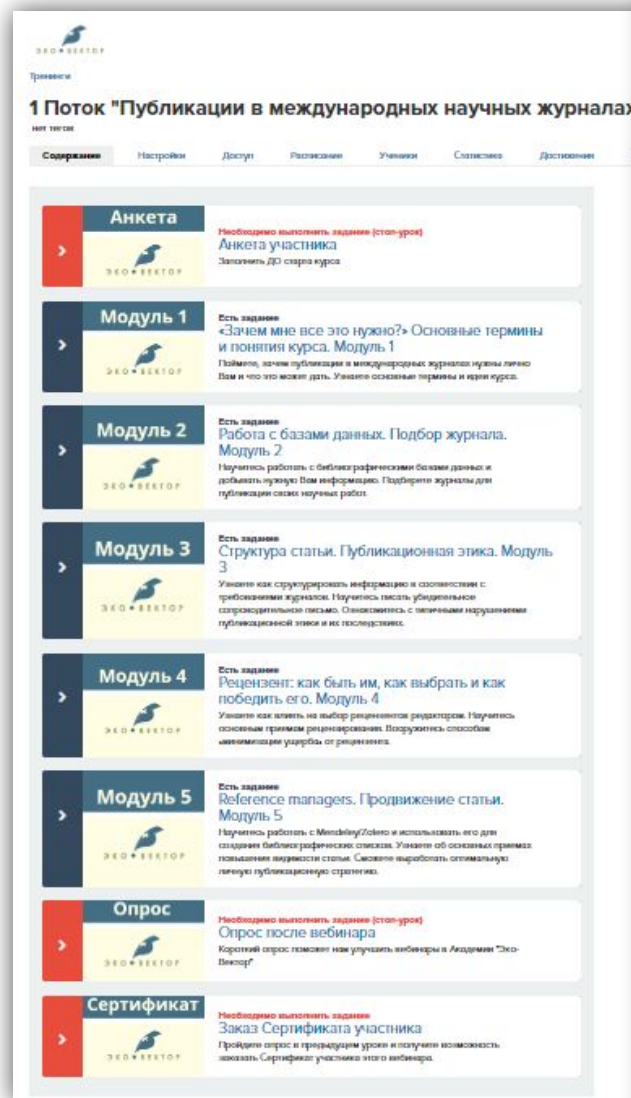 ЭКО●ВЕКТОР
Тренинги
1 Поток "Публикации в международных научных журналах
нет тегов
Содержание Настройки Доступ Расписание Ученики Статистика Достижения
Анкета
ЭКО●ВЕКТОР
Необходимо выполнить задание (стоп-урок)
Анкета участника
Заполнить ДО старта курса
Модуль 1
ЭКО●ВЕКТОР
Есть задание
«Зачем мне все это нужно?» Основные термины
и понятия курса. Модуль 1
Поймете, зачем публикации в международных журналах нужны лично
Вам и что это может дать. Узнаете основные термины и идеи курса.
Модуль 2
ЭКО●ВЕКТОР
Есть задание
Работа с базами данных. Подбор журнала.
Модуль 2
Научитесь работать с библиографическими базами данных и
добывать нужную Вам информацию. Подберете журналы для
публикации своих научных работ.
Модуль 3
ЭКО●ВЕКТОР
Есть задание
Структура статьи. Публикационная этика. Модуль
3
Узнаете как структурировать информацию в соответствии с
требованиями журналов. Научитесь писать убедительное
сопроводительное письмо. Ознакомитесь с типичными нарушениями
публикационной этики и их последствиях.
Модуль 4
ЭКО●ВЕКТОР
Есть задание
Рецензент: как быть им, как выбрать и как
победить его. Модуль 4
Узнаете как влиять на выбор рецензентов редактором. Научитесь
основным приемам рецензирования. Вооружитесь способам
«минимизации ущерба» от рецензента.
Модуль 5
ЭКО●ВЕКТОР
Есть задание
Reference managers. Продвижение статьи.
Модуль 5
Научитесь работать с Mendeley/Zotero и использовать его для
создания библиографических списков. Узнаете об основных приемах
повышения видимости статьи. Сможете выработать оптимальную
личную публикационную стратегию.
Опрос
ЭКО●ВЕКТОР
Необходимо выполнить задание (стоп-урок)
Опрос после вебинара
Короткий опрос поможет нам улучшить вебинары в Академии "Эко-
Вектор"
Сертификат
ЭКО●ВЕКТОР
Необходимо выполнить задание
Заказ Сертификата участника
Пройдите опрос в предыдущем уроке и получите возможность
заказать Сертификат участника этого вебинара.